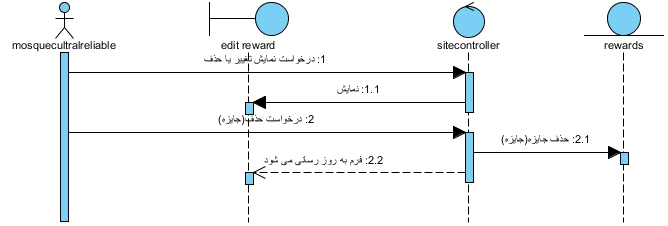 mosquecultralreliable
edit reward
sitecontroller
rewards
1: درخواست نمایش تغییر یا حذف
1.1: نمایش
2: درخواست حذف(جایزه)
2.1: حذف جایزه(جایزه)
2.2: فرم به روز رسانی می شود